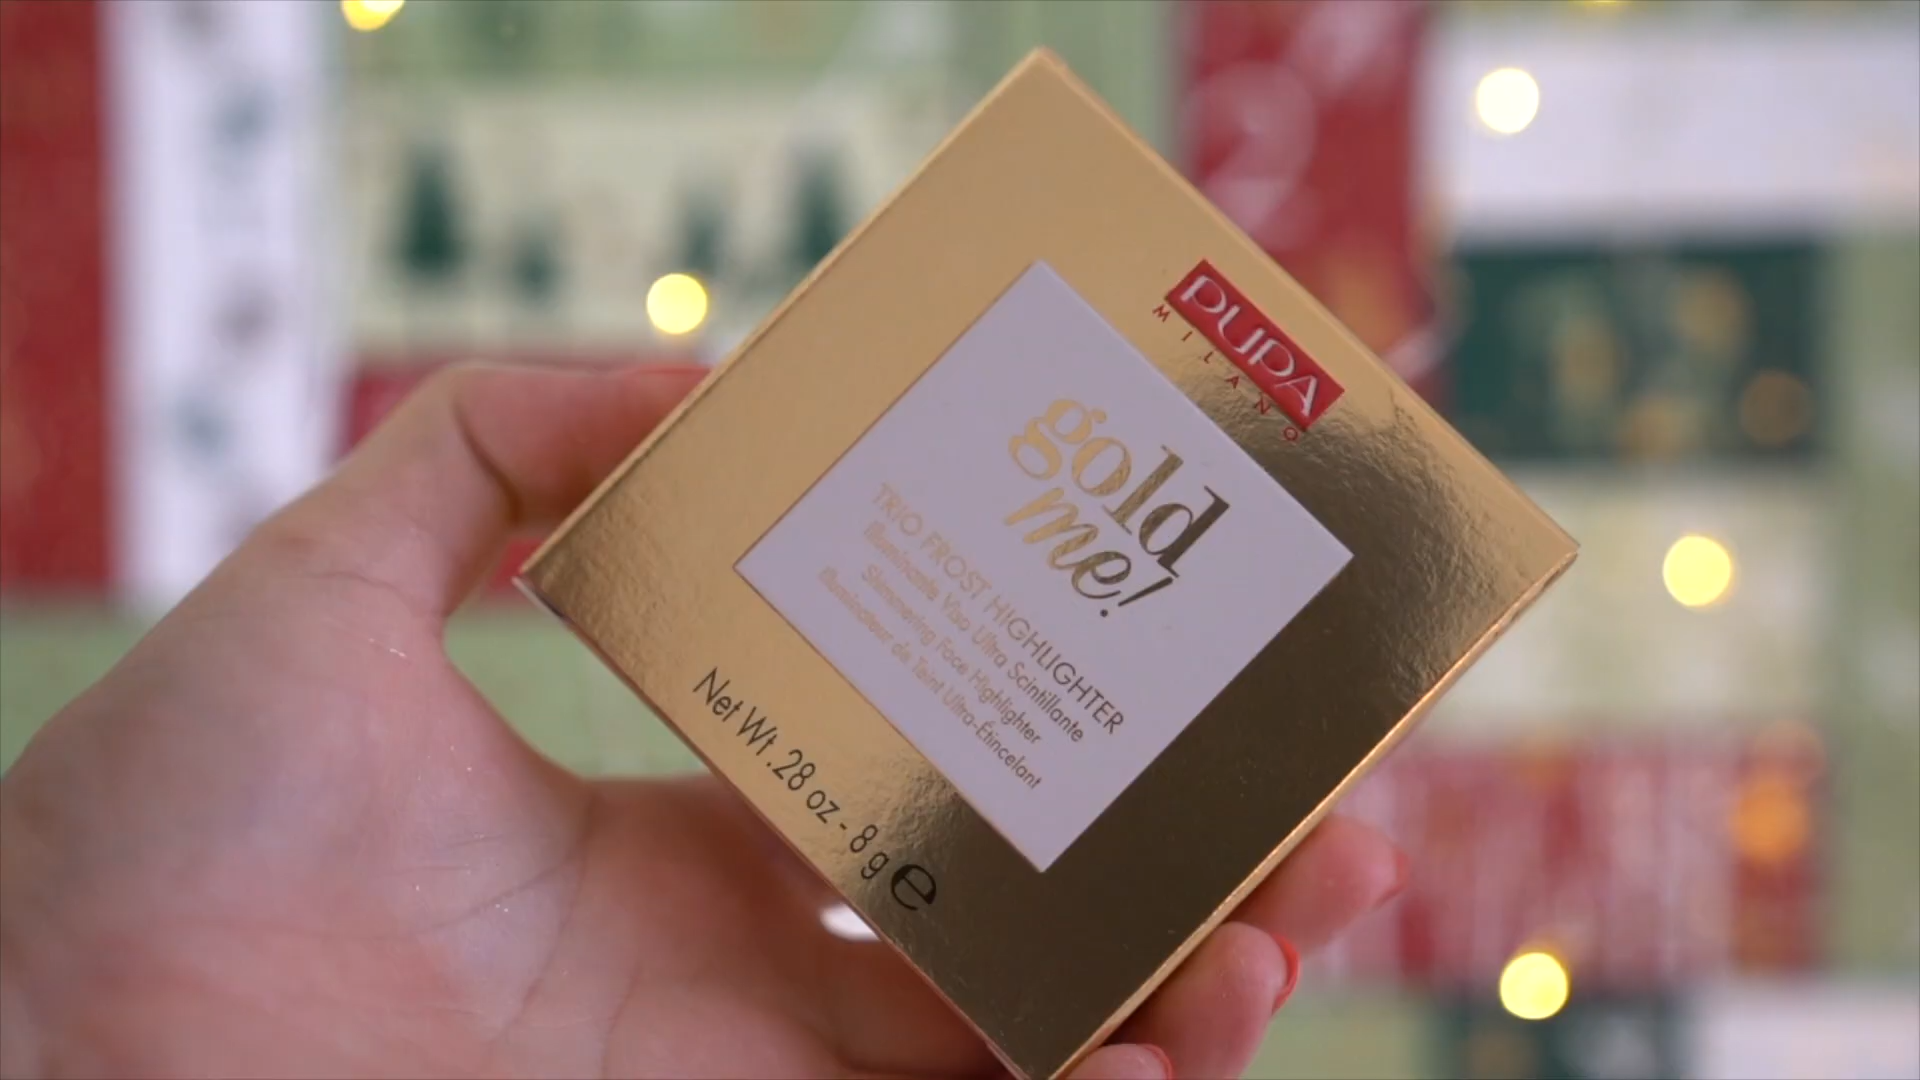 PUPA
MILANO
gold
me!
TRIO FROST HIGHLIGHTER
Illuminante Viso Ultra Scintillante
Shimmering Face Highlighter
Illuminateur de Teint Ultra-Étincelant
Net Wt .28 oz - 8 g e